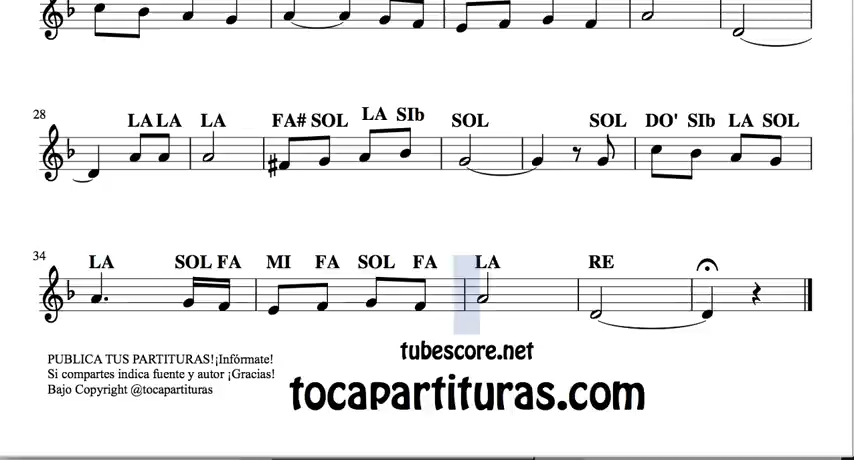 28
LA LA LA FA# SOL LA SIb SOL SOL DO' SIb LA SOL
34
LA SOL FA MI FA SOL FA LA RE
PUBLICA TUS PARTITURAS!¡Infórmate!
Si compartes indica fuente y autor ¡Gracias!
Bajo Copyright @tocapartituras
tubescore.net
tocapartituras.com